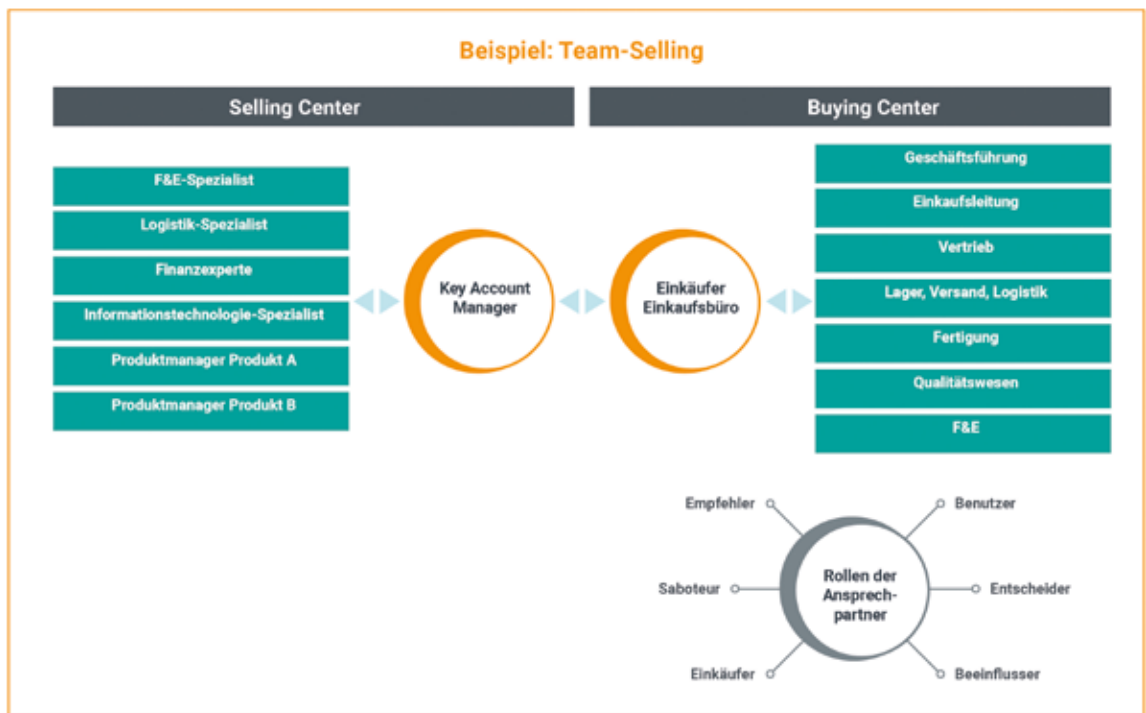 Beispiel: Team-Selling
Selling Center
Buying Center
F&E-Spezialist
Logistik-Spezialist
Finanzexperte
Informationstechnologie-Spezialist
Produktmanager Produkt A
Produktmanager Produkt B
Key Account
Manager
Einkäufer
Einkaufsbüro
Geschäftsführung
Einkaufsleitung
Vertrieb
Lager, Versand, Logistik
Fertigung
Qualitätswesen
F&E
Empfehler
Saboteur
Einkäufer
Rollen der
Ansprech-
partner
Benutzer
Entscheider
Beeinflusser